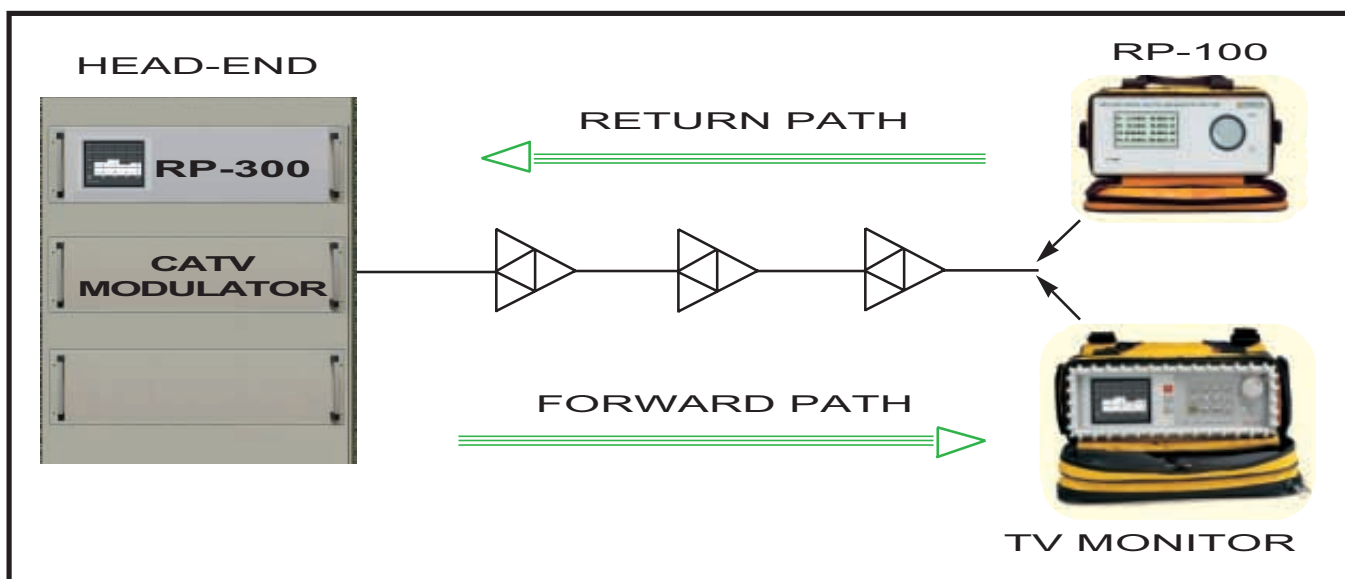 HEAD-END
RP-100
RETURN PATH
RP-300
CATV
MODULATOR
FORWARD PATH
TV MONITOR